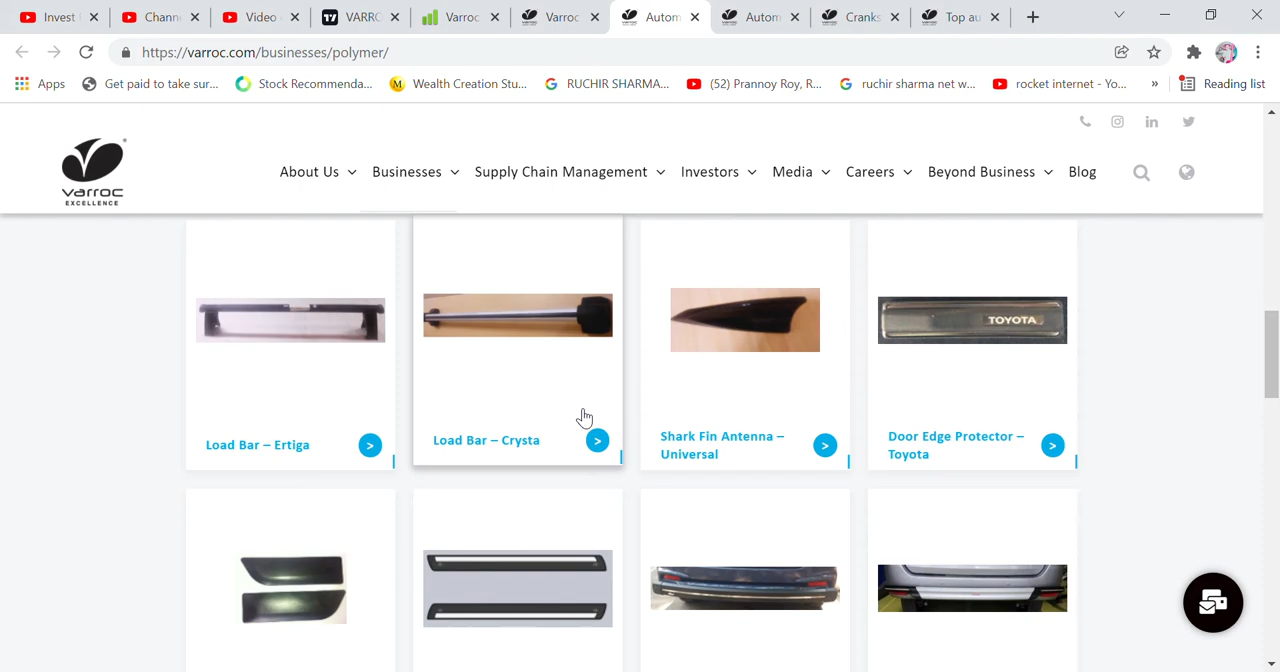 Invest
Chann
Video
VARRO
Varroc
Varroc
Autom
Autom
Cranks
Top au
https://varroc.com/businesses/polymer/
Apps
Get paid to take sur...
Stock Recommenda...
Wealth Creation Stu...
RUCHIR SHARMA...
(52) Prannoy Roy, R...
ruchir sharma net w...
rocket internet - Yo...
»
Reading list
varroc
EXCELLENCE
About Us
Businesses
Supply Chain Management
Investors
Media
Careers
Beyond Business
Blog
TOYOTA
Load Bar – Ertiga
>
Load Bar – Crysta
>
Shark Fin Antenna –
Universal
>
Door Edge Protector –
Toyota
>